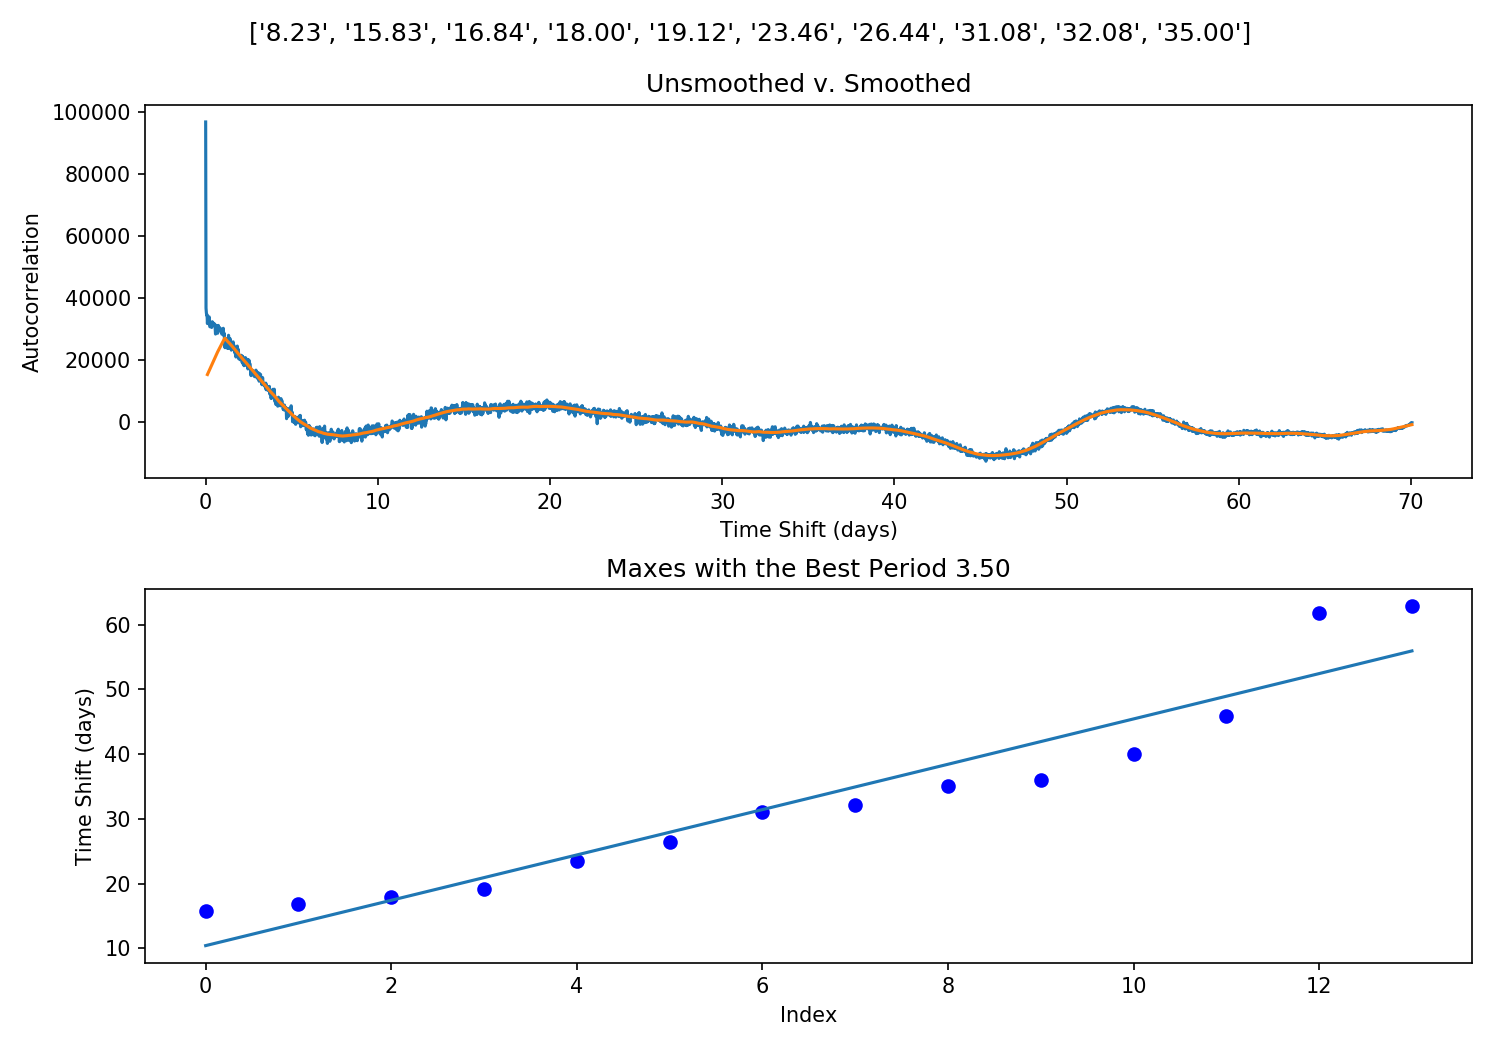 ['8.23', '15.83', '16.84', '18.00', '19.12', '23.46', '26.44', '31.08', '32.08', '35.00']
Unsmoothed v. Smoothed
100000
80000
60000
40000
20000
0
Autocorrelation
0 10 20 30 40 50 60 70
Time Shift (days)
Maxes with the Best Period 3.50
60
50
40
30
20
10
Time Shift (days)
0 2 4 6 8 10 12
Index